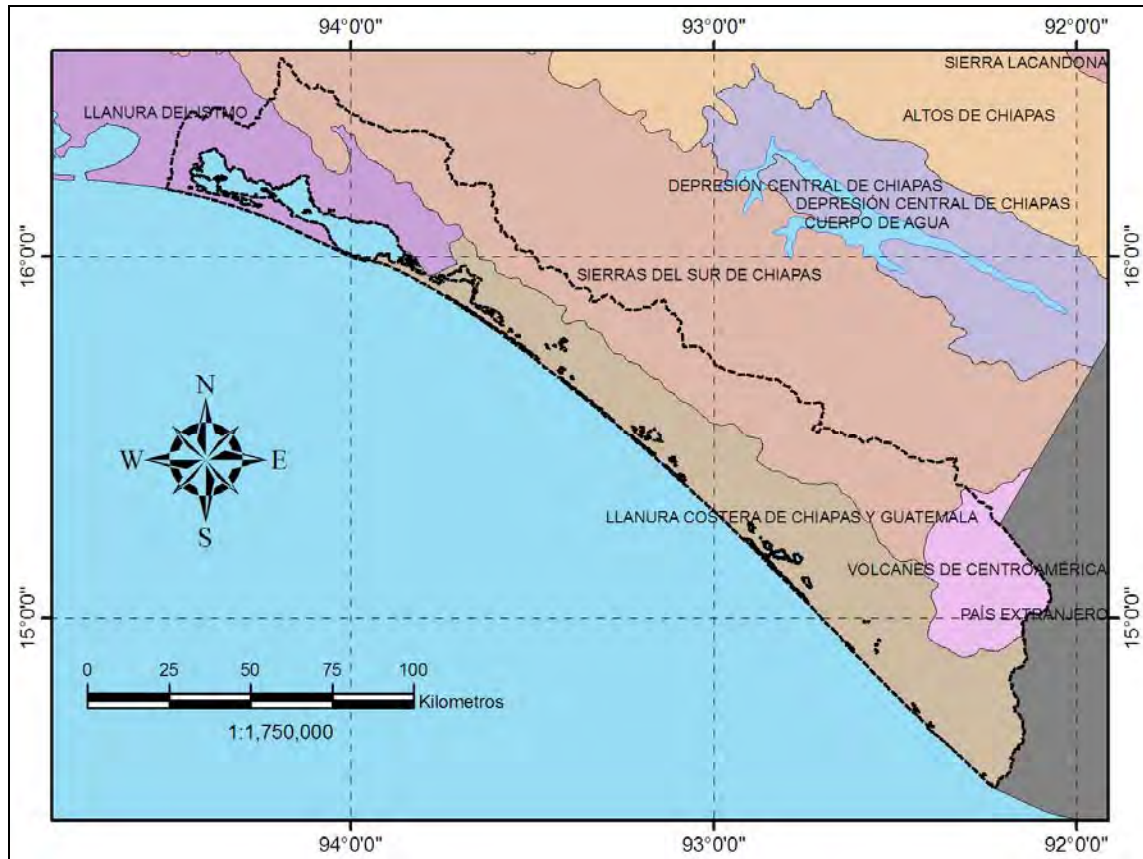 94°0'0"
93°0'0"
92°0'0"
SIERRA LACANDONA
LLANURA DEL ISTMO
ALTOS DE CHIAPAS
DEPRESIÓN CENTRAL DE CHIAPAS
DEPRESIÓN CENTRAL DE CHIAPAS
CUERPO DE AGUA
16°0'0"
16°0'0"
SIERRAS DEL SUR DE CHIAPAS
N
W
E
S
LLANURA COSTERA DE CHIAPAS Y GUATEMALA
VOLCANES DE CENTROAMÉRICA
PAÍS EXTRANJERO
15°0'0"
15°0'0"
0 25 50 75 100
Kilometros
1:1,750,000
94°0'0"
93°0'0"
92°0'0"